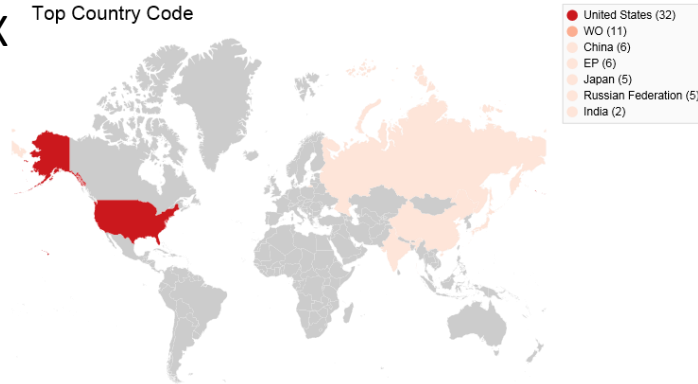 X
Top Country Code
United States (32)
WO (11)
China (6)
EP (6)
Japan (5)
Russian Federation (5)
India (2)